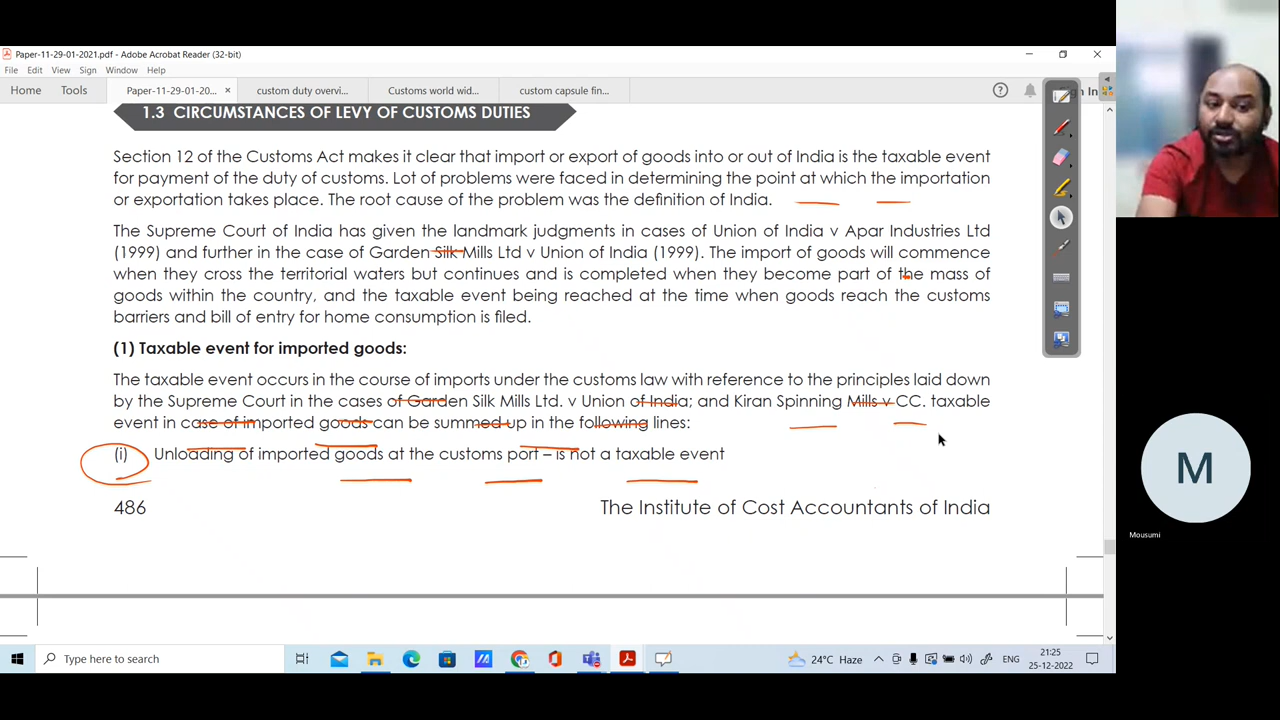 Paper-11-29-01-2021.pdf - Adobe Acrobat Reader (32-bit)
File Edit View Sign Window Help
Home Tools Paper-11-29-01-20... × custom duty overvi... Customs world wid... custom capsule fin... Sign In
1.3 CIRCUMSTANCES OF LEVY OF CUSTOMS DUTIES
Section 12 of the Customs Act makes it clear that import or export of goods into or out of India is the taxable event
for payment of the duty of customs. Lot of problems were faced in determining the point at which the importation
or exportation takes place. The root cause of the problem was the definition of India.
The Supreme Court of India has given the landmark judgments in cases of Union of India v Apar Industries Ltd
(1999) and further in the case of Garden Silk Mills Ltd v Union of India (1999). The import of goods will commence
when they cross the territorial waters but continues and is completed when they become part of the mass of
goods within the country, and the taxable event being reached at the time when goods reach the customs
barriers and bill of entry for home consumption is filed.
(1) Taxable event for imported goods:
The taxable event occurs in the course of imports under the customs law with reference to the principles laid down
by the Supreme Court in the cases of Garden Silk Mills Ltd. v Union of India; and Kiran Spinning Mills v CC. taxable
event in case of imported goods can be summed up in the following lines:
(i) Unloading of imported goods at the customs port – is not a taxable event
486 The Institute of Cost Accountants of India
M
Mousumi
Type here to search
24°C Haze
ENG
21:25
25-12-2022